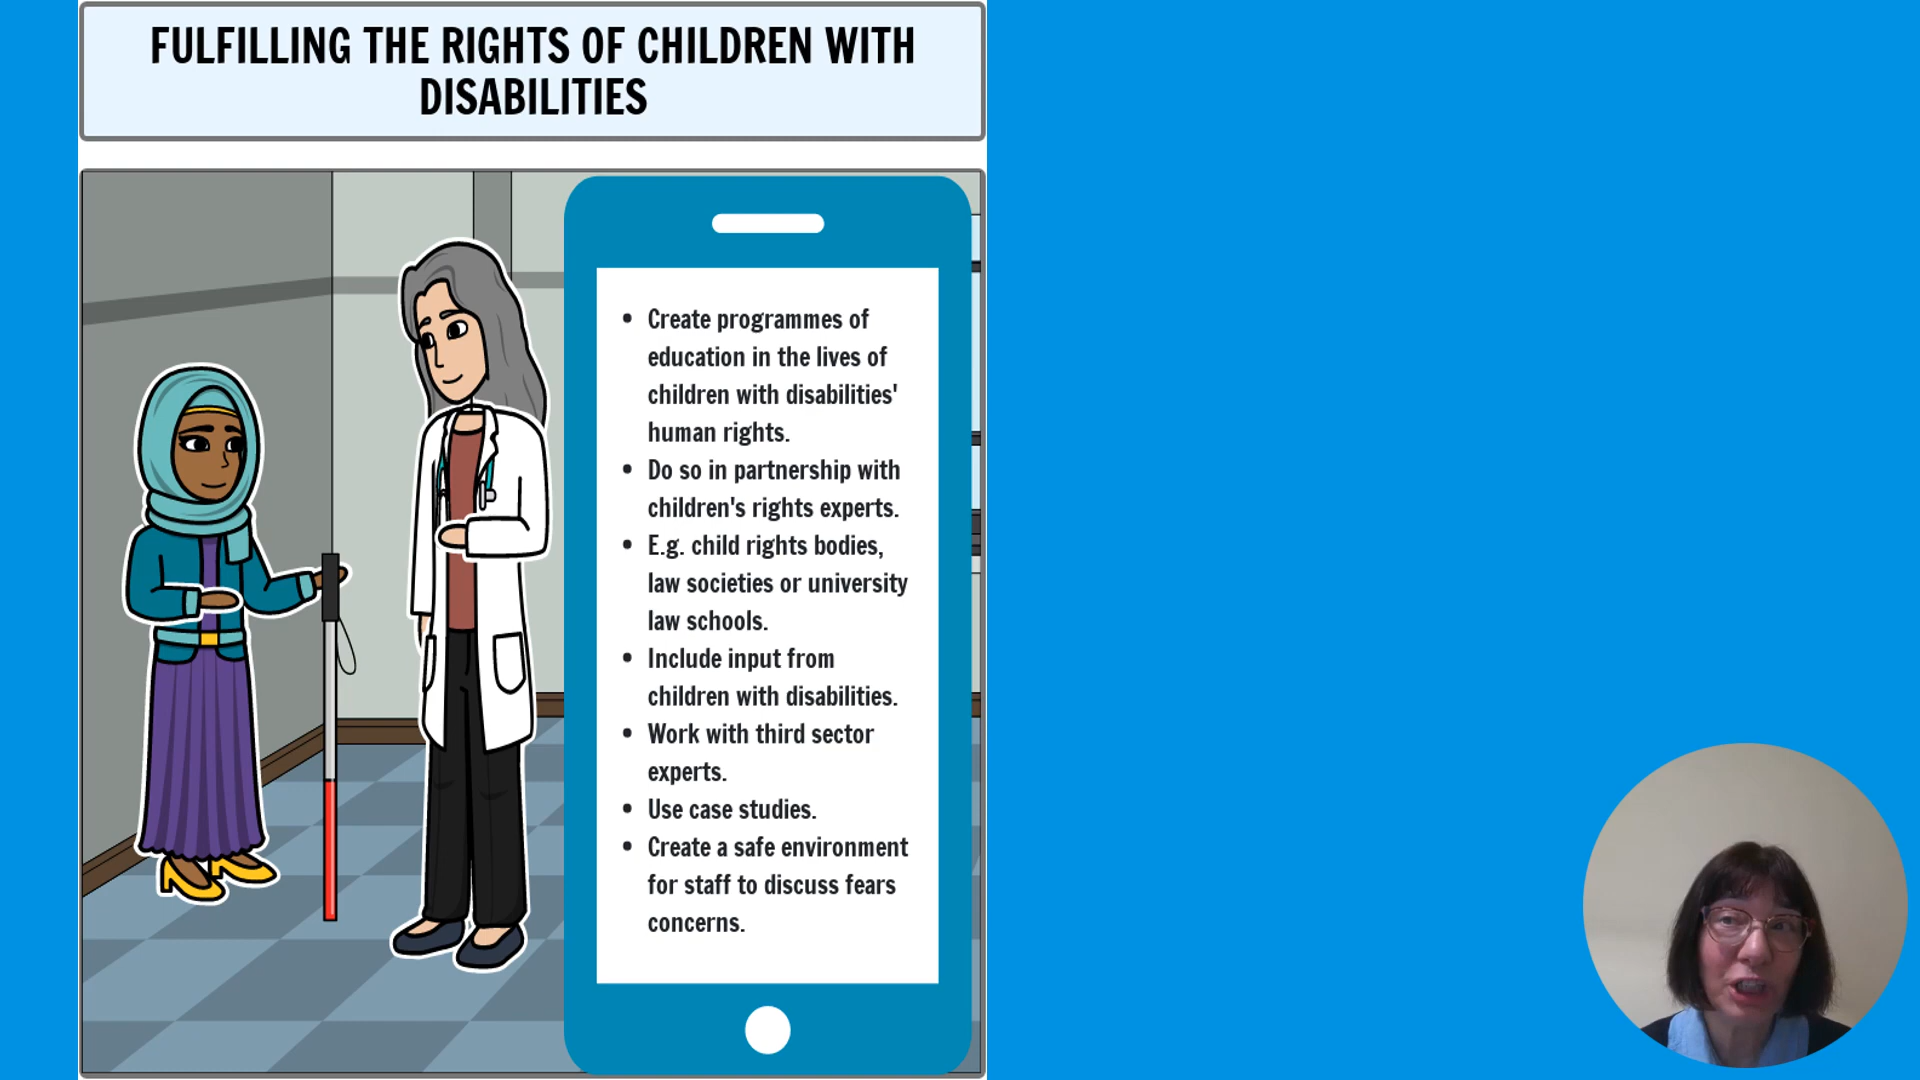 FULFILLING THE RIGHTS OF CHILDREN WITH
DISABILITIES
• Create programmes of
education in the lives of
children with disabilities'
human rights.
• Do so in partnership with
children's rights experts.
• E.g. child rights bodies,
law societies or university
law schools.
• Include input from
children with disabilities.
• Work with third sector
experts.
• Use case studies.
• Create a safe environment
for staff to discuss fears
concerns.